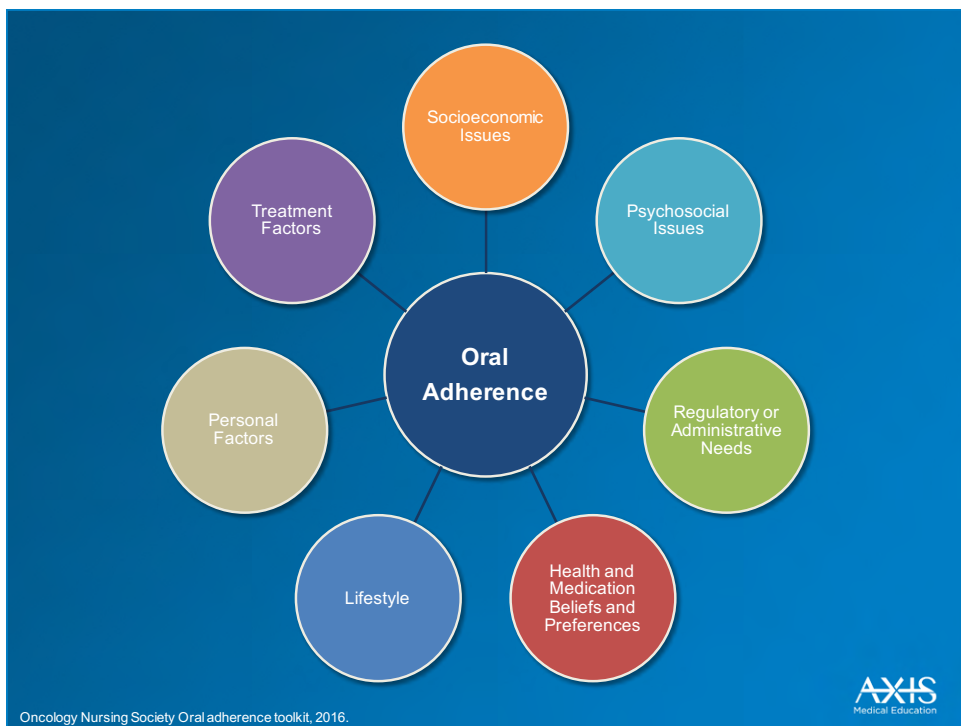 Socioeconomic
Issues
Treatment
Factors
Psychosocial
Issues
Oral
Adherence
Personal
Factors
Regulatory or
Administrative
Needs
Lifestyle
Health and
Medication
Beliefs and
Preferences
Oncology Nursing Society Oral adherence toolkit, 2016.
AXIS
Medical Education